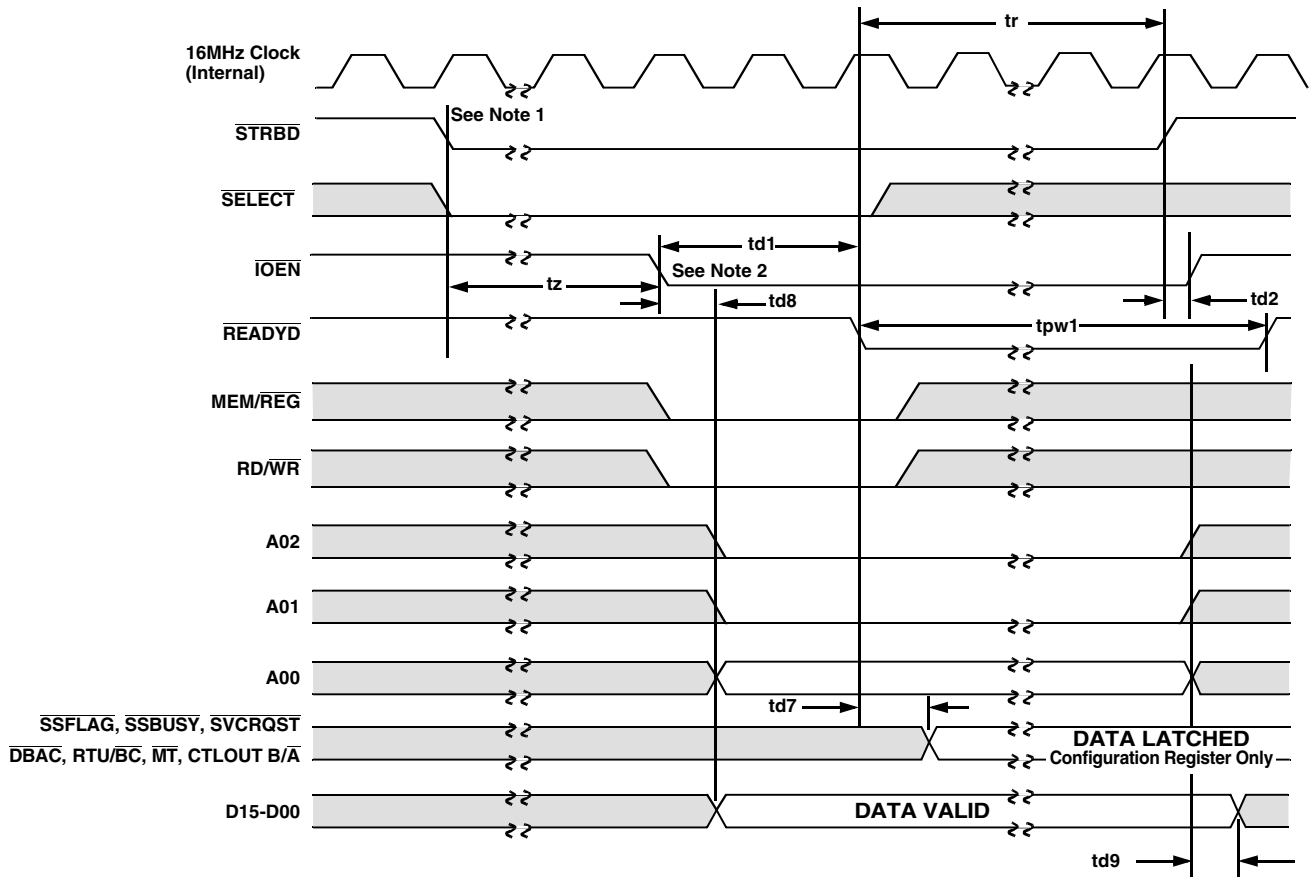 tr
16MHz Clock
(Internal)
See Note 1
STRBD
SELECT
td1
IOEN
See Note 2
tz
td8
td2
READYD
tpw1
MEM/REG
RD/WR
A02
A01
A00
td7
SSFLAG, SSBUSY, SVCRQST
DBAC, RTU/BC, MT, CTLOUT B/A
DATA LATCHED
Configuration Register Only
D15-D00
DATA VALID
td9